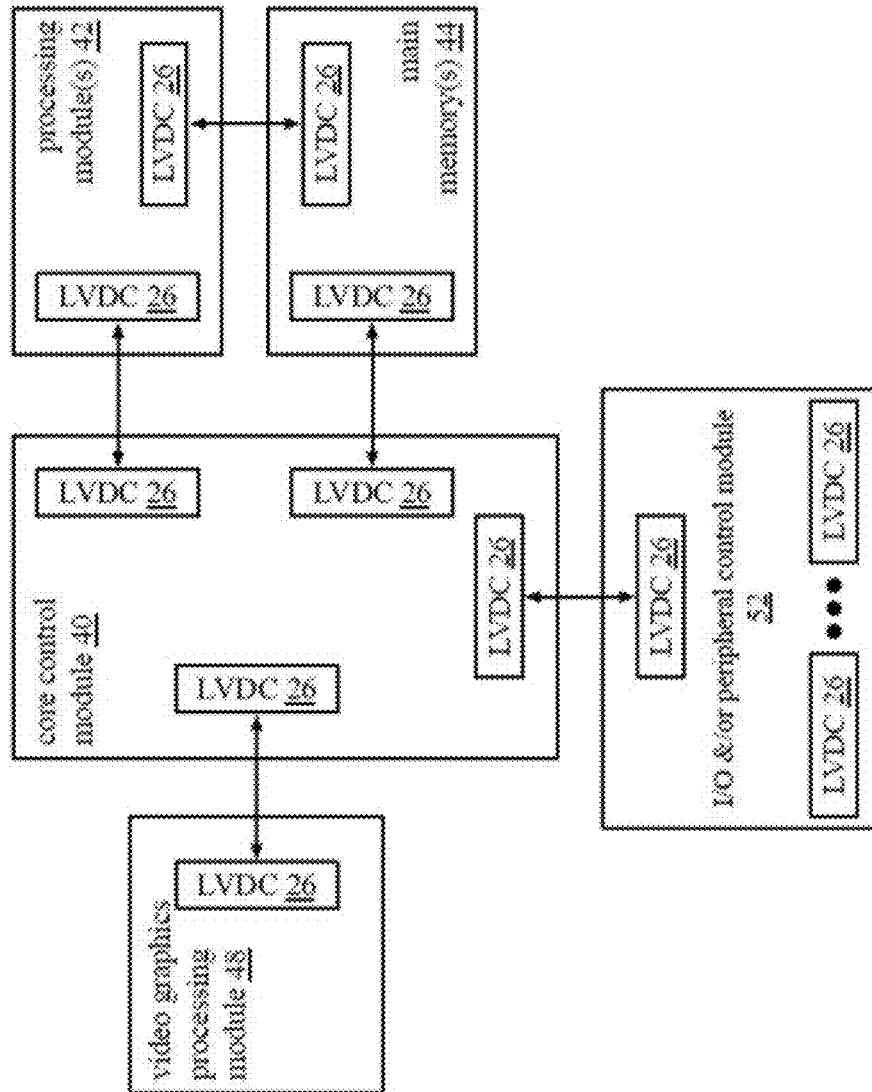 processing
module(s) 42
LVDC 26
LVDC 26
main
memory(s) 44
LVDC 26
LVDC 26
core control
module 40
LVDC 26
LVDC 26
LVDC 26
LVDC 26
video graphics
processing
module 48
LVDC 26
I/O &/or peripheral control module
52
LVDC 26
LVDC 26
LVDC 26